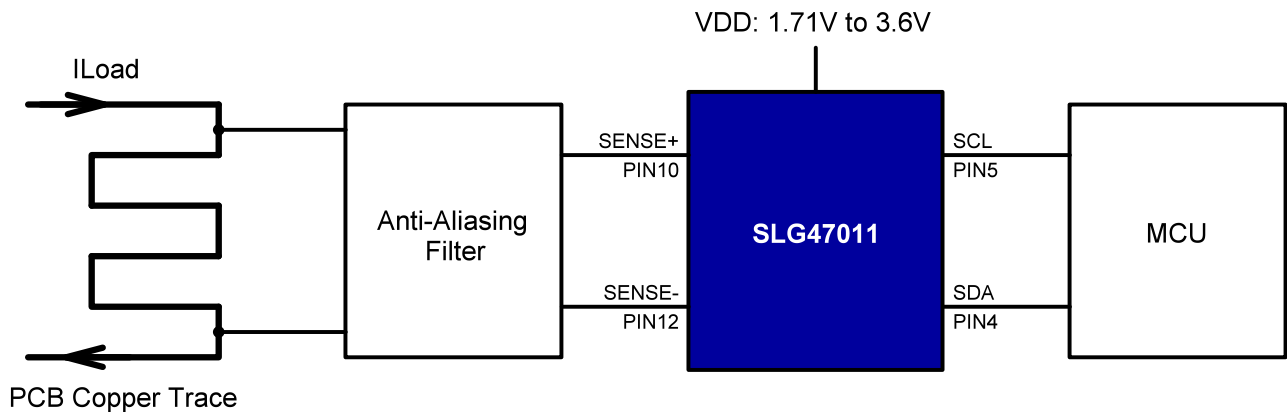 VDD: 1.71V to 3.6V
ILoad
SENSE+
PIN10
SCL
PIN5
Anti-Aliasing
Filter
SLG47011
MCU
SENSE-
PIN12
SDA
PIN4
PCB Copper Trace